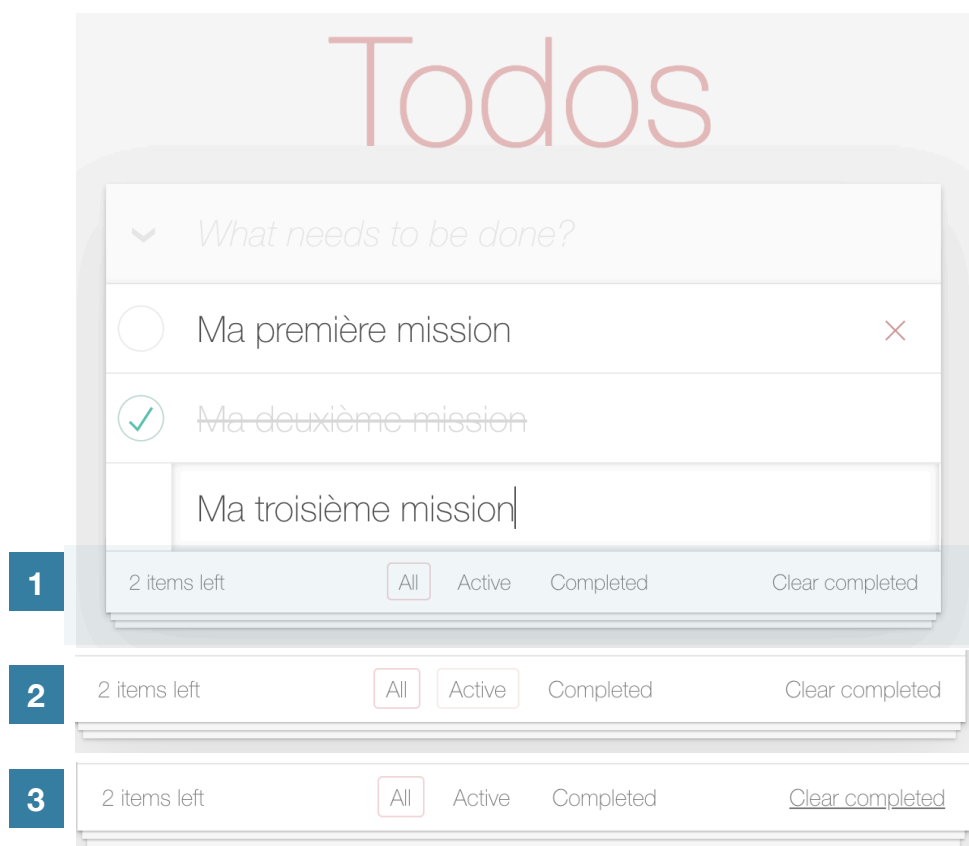 Todos
What needs to be done?
Ma première mission
Ma deuxième mission
Ma troisième mission
1 2 items left All Active Completed Clear completed
2 2 items left All Active Completed Clear completed
3 2 items left All Active Completed Clear completed